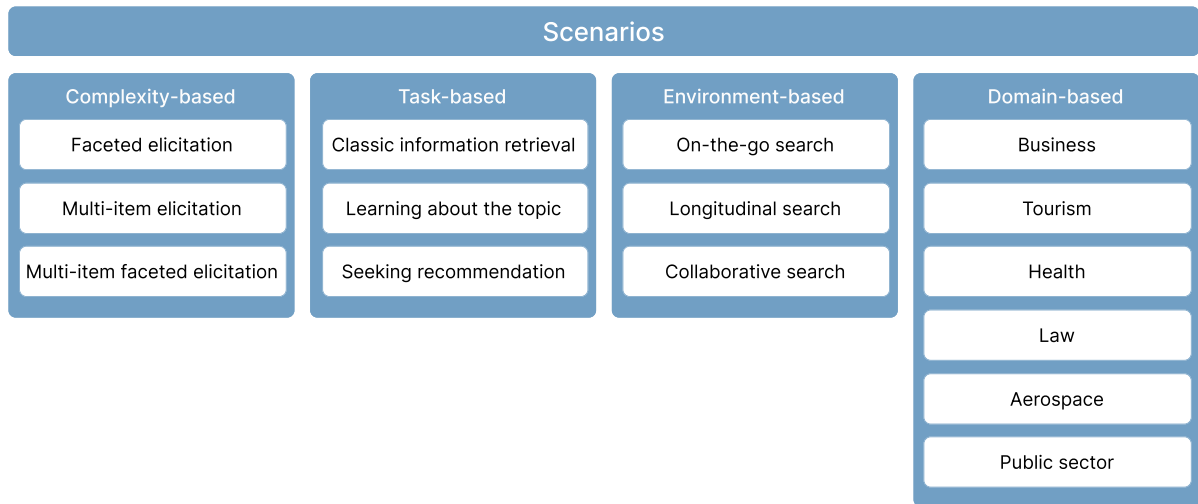 Scenarios
Complexity-based
Faceted elicitation
Multi-item elicitation
Multi-item faceted elicitation
Task-based
Classic information retrieval
Learning about the topic
Seeking recommendation
Environment-based
On-the-go search
Longitudinal search
Collaborative search
Domain-based
Business
Tourism
Health
Law
Aerospace
Public sector